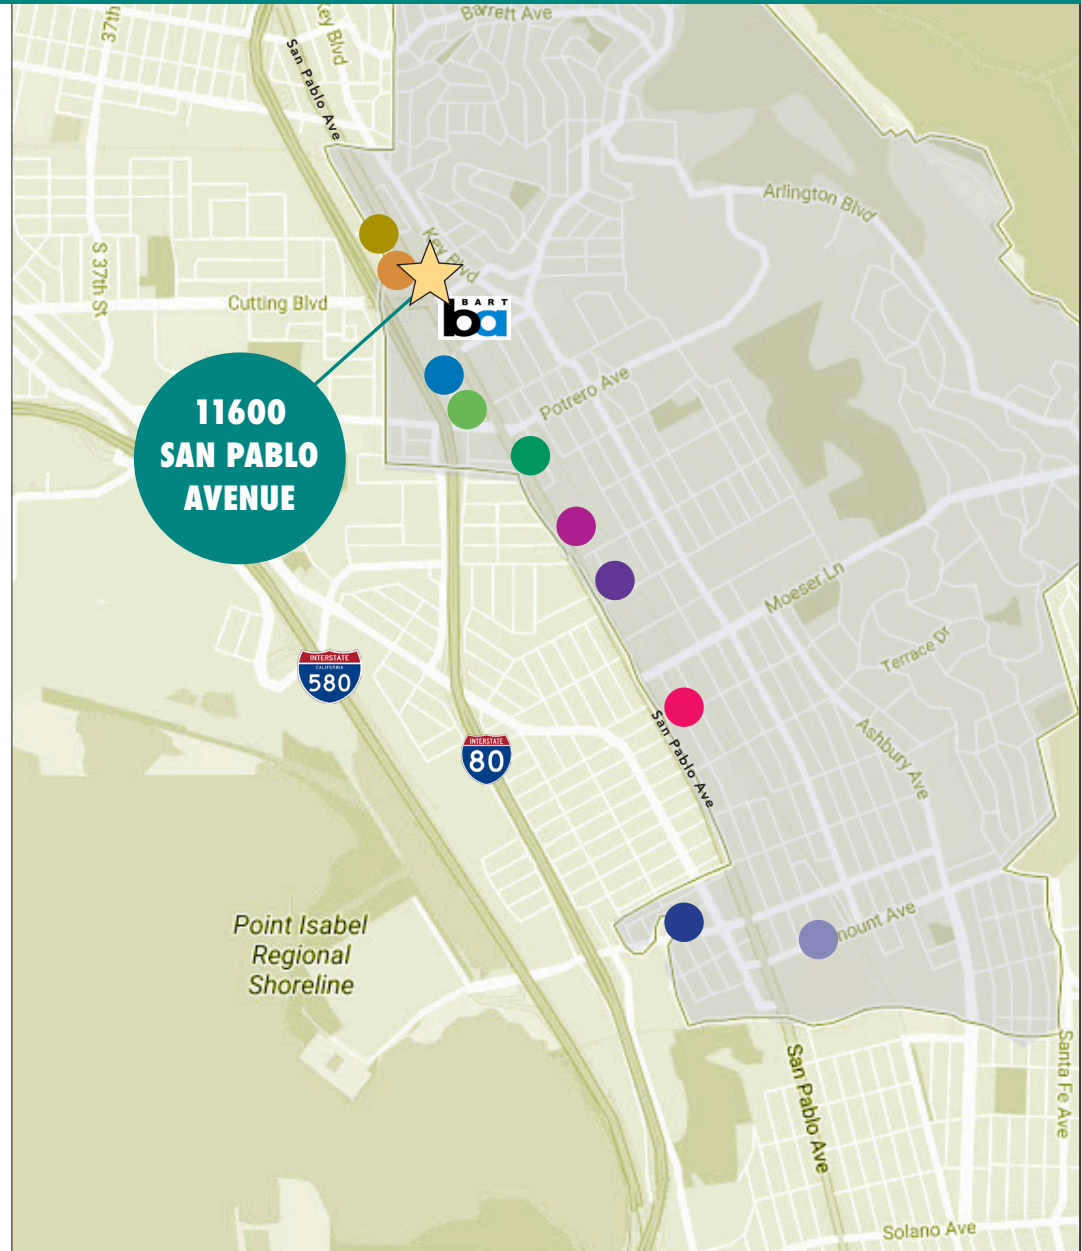 37th
Key Blvd
Barrett Ave
San Pablo Ave
Arlington Blvd
S 37th St
Key Blvd
Cutting Blvd
BART
ba
Potrero Ave
11600
SAN PABLO
AVENUE
Moeser Ln
Terrace Dr
INTERSTATE
CALIFORNIA
580
San Pablo Ave
Ashbury Ave
INTERSTATE
80
Point Isabel
Regional
Shoreline
mount Ave
San Pablo Ave
Santa Fe Ave
Solano Ave